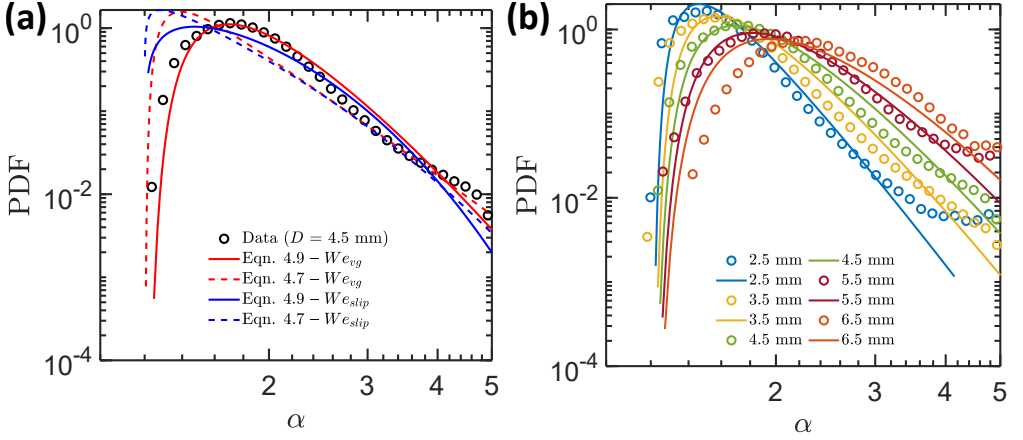 (a)
10^0
10^-2
10^-4
PDF
2 3 4 5
α
Data (D = 4.5 mm)
Eqn. 4.9 – We_vg
Eqn. 4.7 – We_vg
Eqn. 4.9 – We_slip
Eqn. 4.7 – We_slip
(b)
10^0
10^-2
10^-4
PDF
2 3 4 5
α
2.5 mm
2.5 mm
3.5 mm
3.5 mm
4.5 mm
4.5 mm
5.5 mm
5.5 mm
6.5 mm
6.5 mm